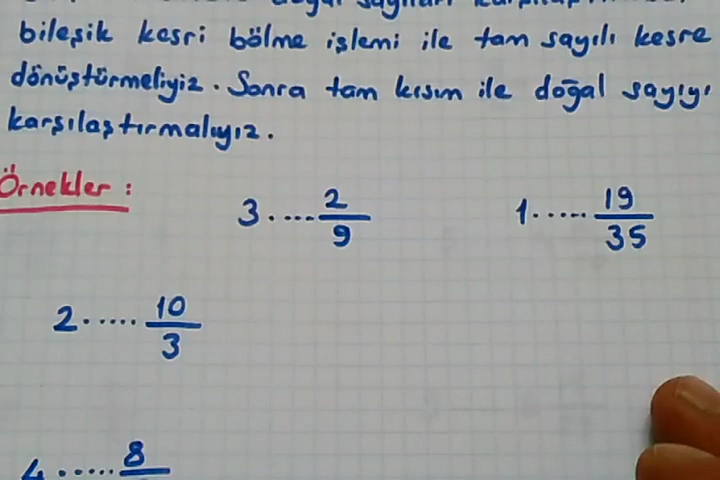 bileşik kesri bölme işlemi ile tam sayılı kesre
dönüştürmeliyiz. Sonra tam kısım ile doğal sayıyı
karşılaştırmalıyız.
Örnekler :
3 .... 2/9
1 ..... 19/35
2 ..... 10/3
4 ..... 8